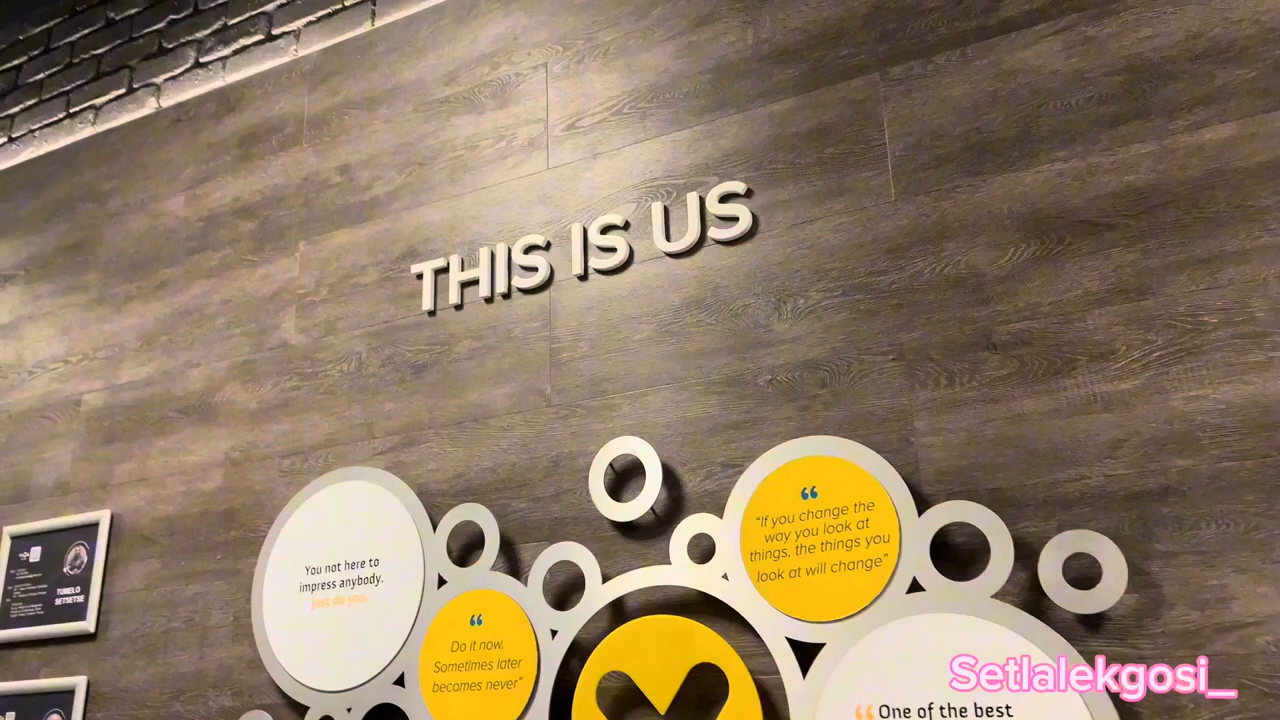 THIS IS US
You not here to
impress anybody.
Just do you.
“
Do it now.
Sometimes later
becomes never”
“
“If you change the
way you look at
things, the things you
look at will change”
“ One of the best
TUMELO
SETSETSE
Setlalekgosi_